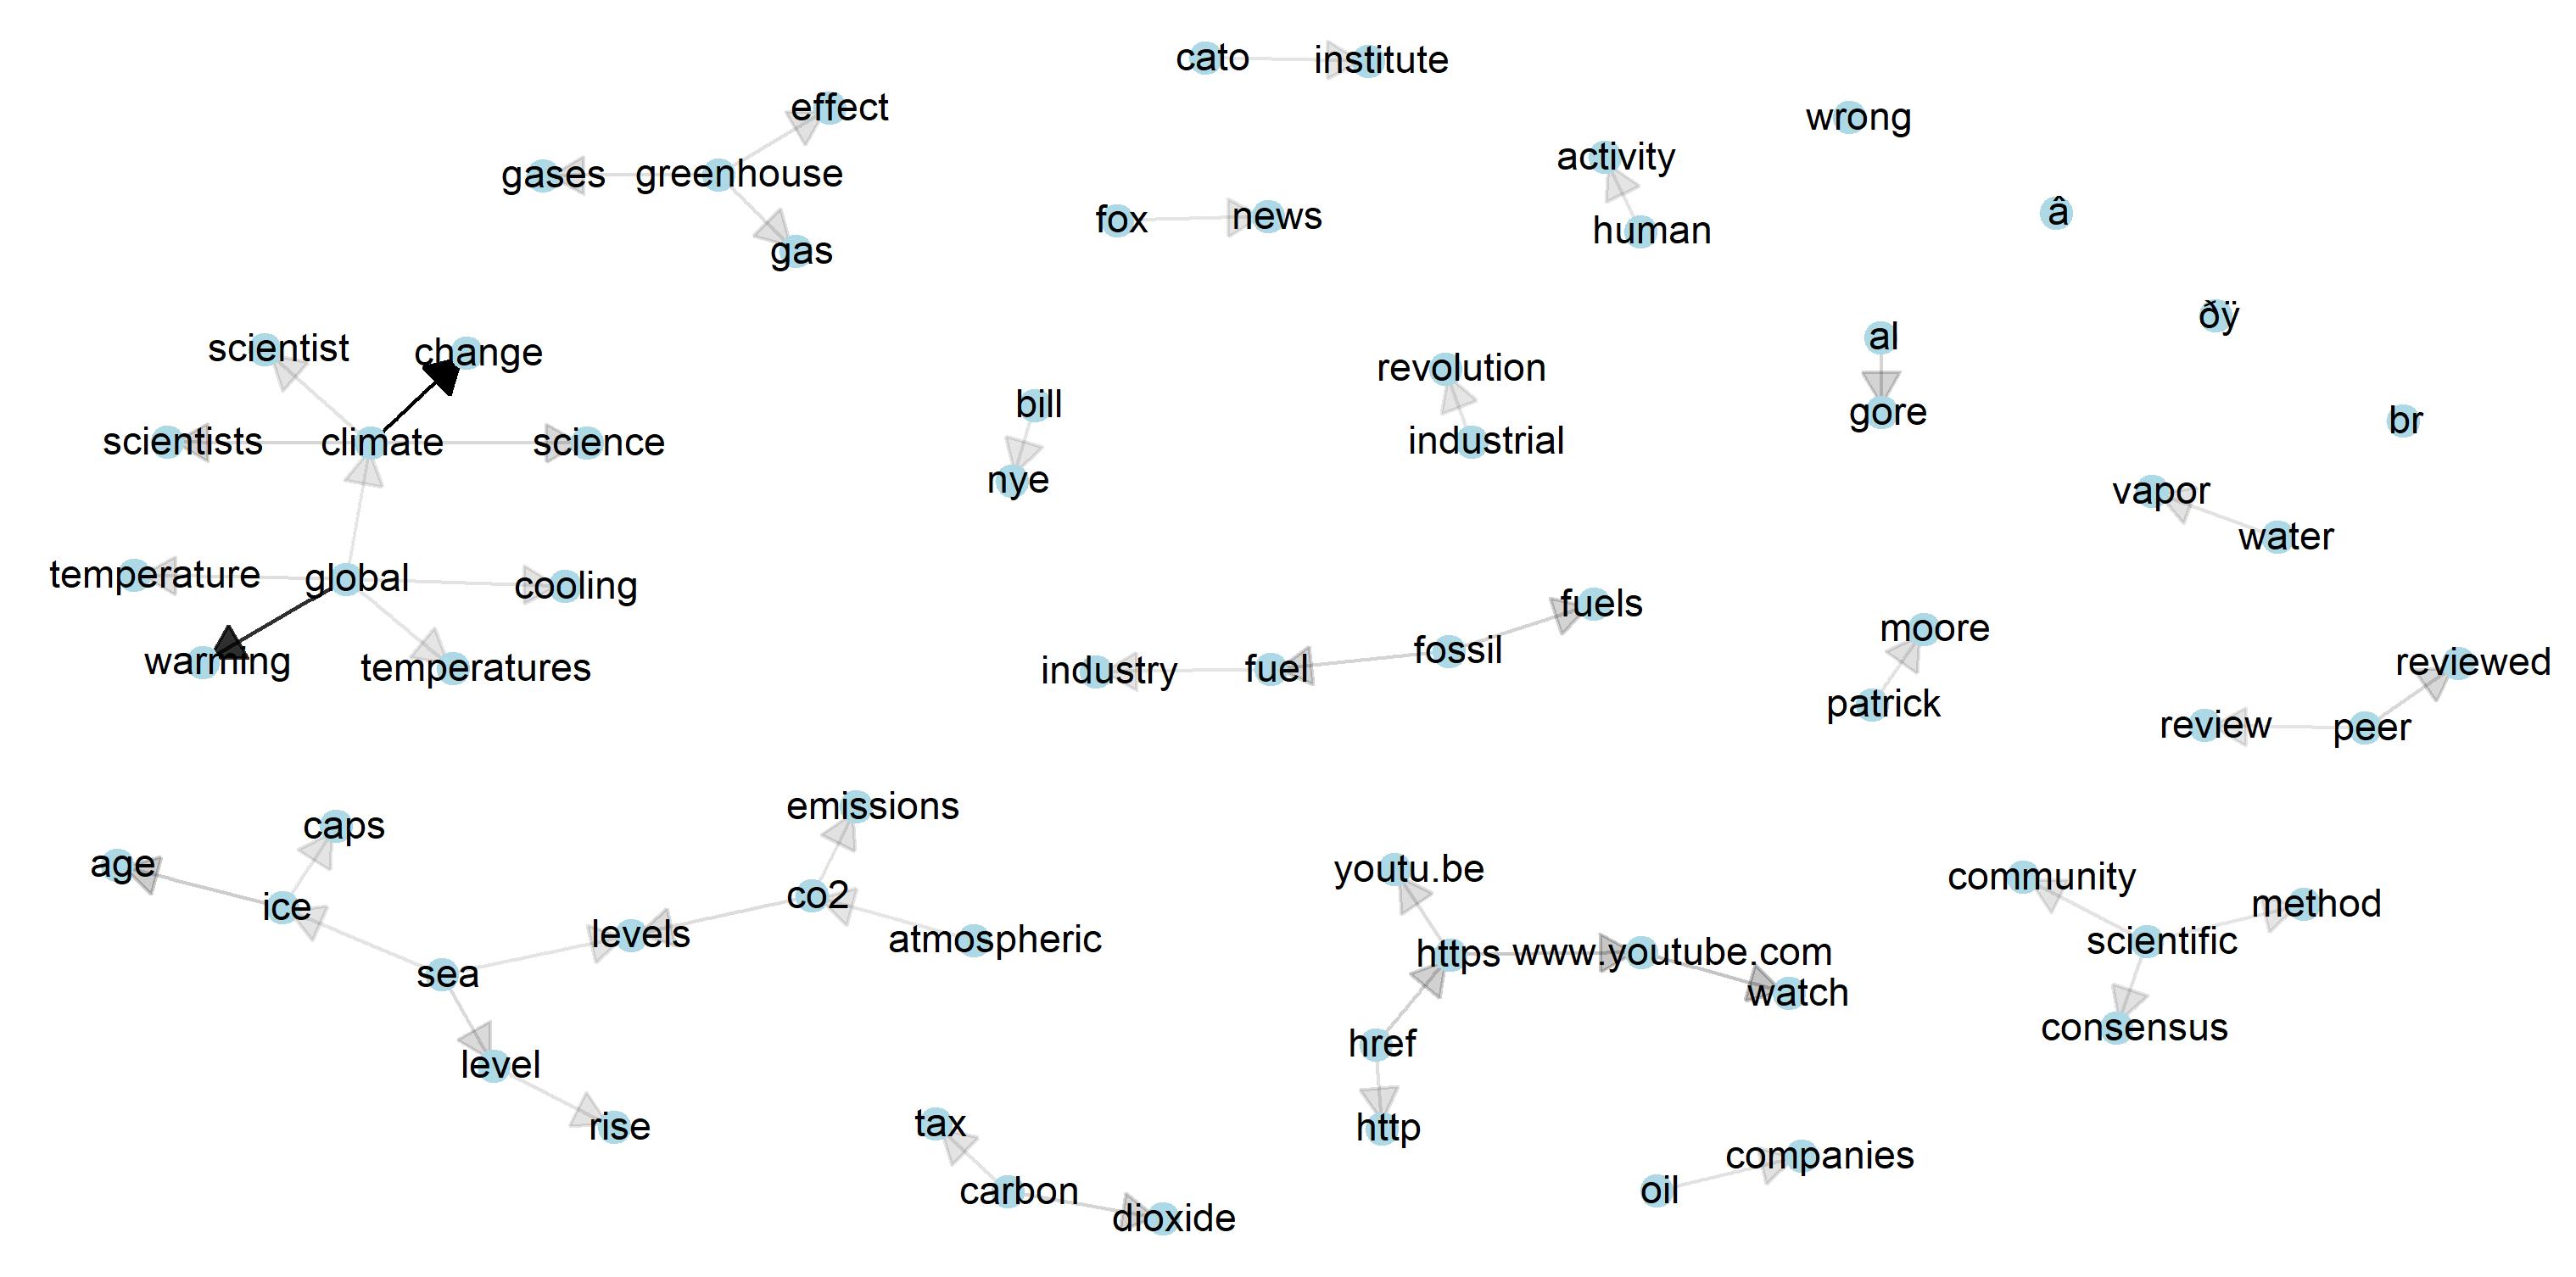 cato institute
effect
wrong
activity
gases greenhouse
fox news
â
human
gas
ðÿ
al
scientist change
revolution
bill
gore
br
scientists climate science
industrial
nye
vapor
water
temperature global cooling
fuels
moore
warming temperatures
industry fuel fossil
reviewed
patrick
review peer
emissions
caps
age
youtu.be
community
ice
co2
method
levels atmospheric
scientific
https www.youtube.com
sea
watch
consensus
href
level
tax
rise
http
companies
carbon
oil
dioxide